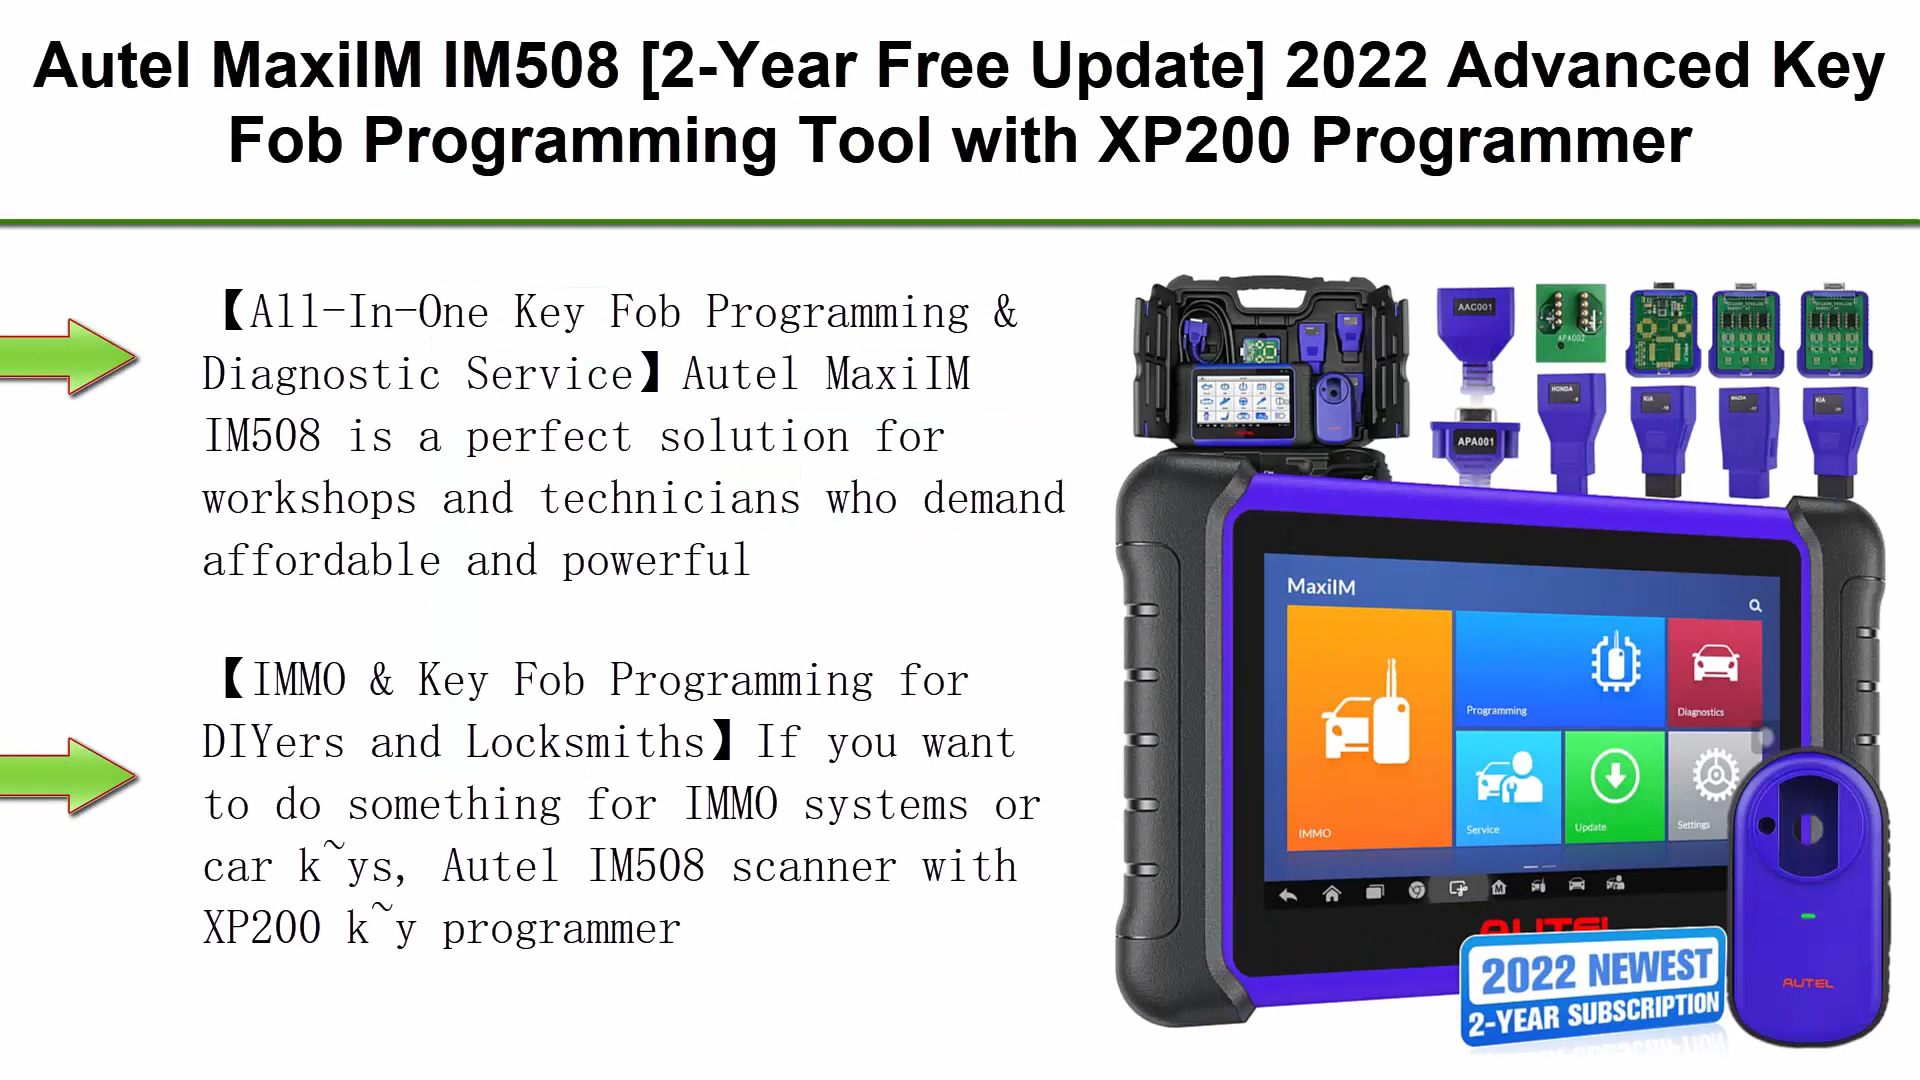 Autel MaxiIM IM508 [2-Year Free Update] 2022 Advanced Key
Fob Programming Tool with XP200 Programmer
【All-In-One Key Fob Programming &
Diagnostic Service】Autel MaxiIM
IM508 is a perfect solution for
workshops and technicians who demand
affordable and powerful
【IMMO & Key Fob Programming for
DIYers and Locksmiths】If you want
to do something for IMMO systems or
car k~ys, Autel IM508 scanner with
XP200 k~y programmer
AAC001
APA002
APA001
HONDA
KIA
MAZDA
KIA
MaxiIM
IMMO
Programming
Diagnostics
Service
Update
Settings
AUTEL
2022 NEWEST
2-YEAR SUBSCRIPTION
AUTEL